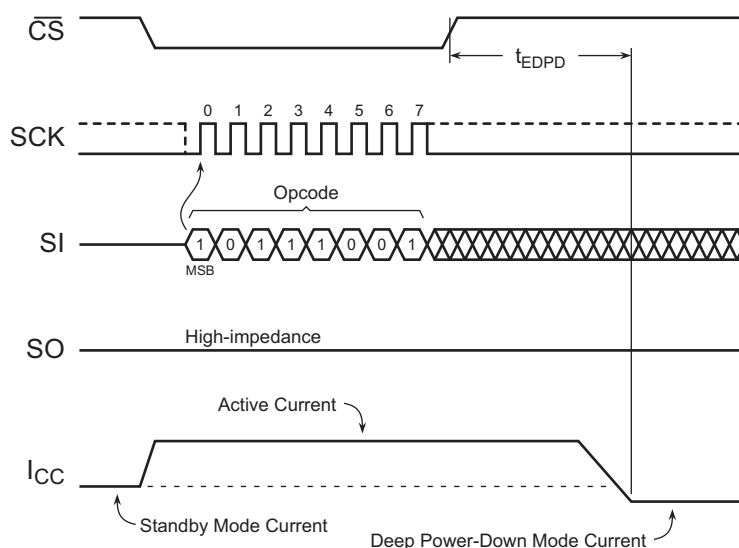 CS
tEDPD
0 1 2 3 4 5 6 7
SCK
Opcode
SI
1 0 1 1 1 0 0 1
MSB
High-impedance
SO
Active Current
ICC
Standby Mode Current
Deep Power-Down Mode Current